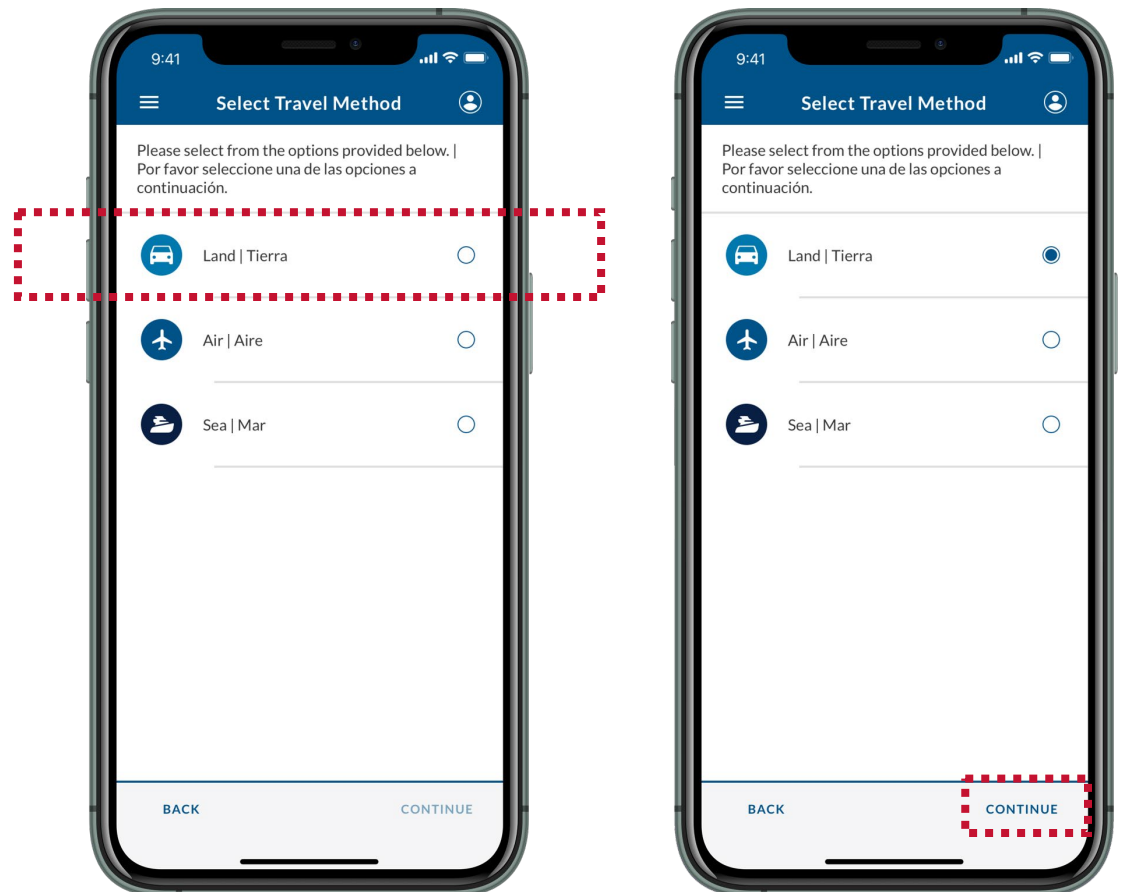 9:41
Select Travel Method
Please select from the options provided below. |
Por favor seleccione una de las opciones a
continuación.
Land | Tierra
Air | Aire
Sea | Mar
BACK CONTINUE
9:41
Select Travel Method
Please select from the options provided below. |
Por favor seleccione una de las opciones a
continuación.
Land | Tierra
Air | Aire
Sea | Mar
BACK CONTINUE